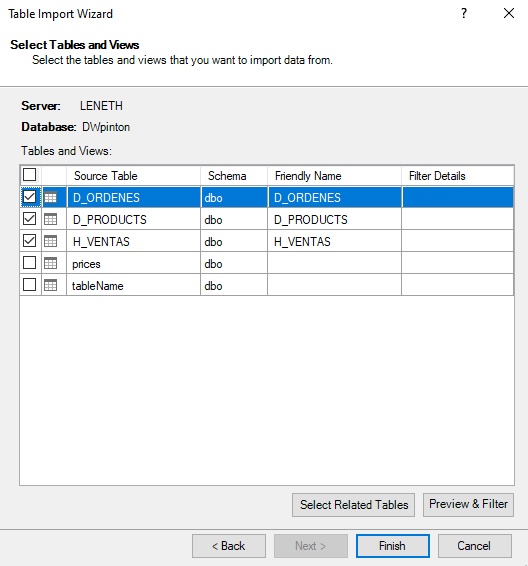 Table Import Wizard
?
Select Tables and Views
Select the tables and views that you want to import data from.
Server: LENETH
Database: DWpinton
Tables and Views:
Source Table Schema Friendly Name Filter Details
D_ORDENES dbo D_ORDENES
D_PRODUCTS dbo D_PRODUCTS
H_VENTAS dbo H_VENTAS
prices dbo
tableName dbo
Select Related Tables Preview & Filter
< Back Next > Finish Cancel